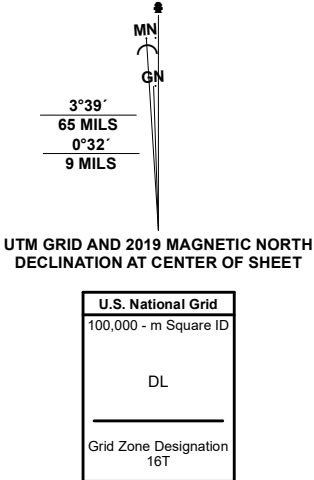 MN
GN
3°39´
65 MILS
0°32´
9 MILS
UTM GRID AND 2019 MAGNETIC NORTH
DECLINATION AT CENTER OF SHEET
U.S. National Grid
100,000 - m Square ID
DL
Grid Zone Designation
16T